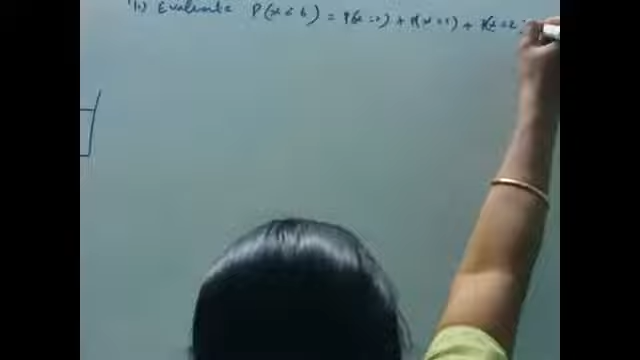 (ii) Evaluate P(x<6) = P(x=0) + P(x=1) + P(x=2)